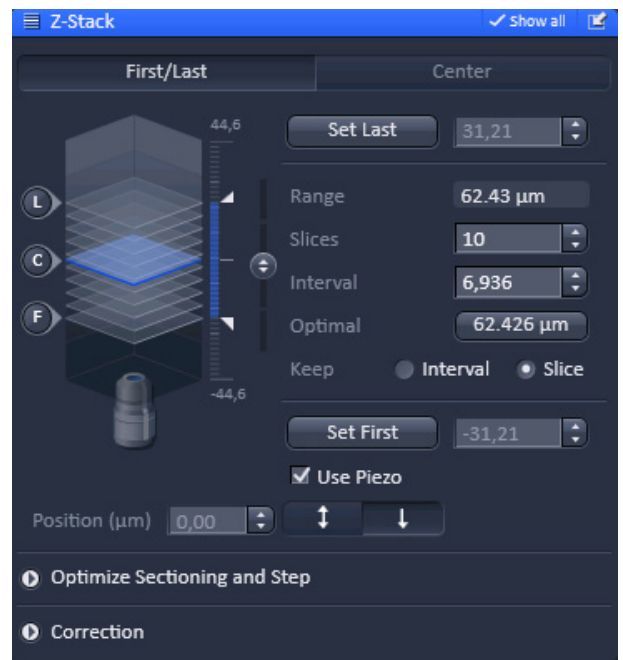 Z-Stack Show all
First/Last Center
44,6
Set Last 31,21
L
Range 62.43 µm
Slices 10
C
Interval 6,936
F
Optimal 62.426 µm
Keep Interval Slice
-44,6
Set First -31,21
Use Piezo
Position (µm) 0,00
Optimize Sectioning and Step
Correction